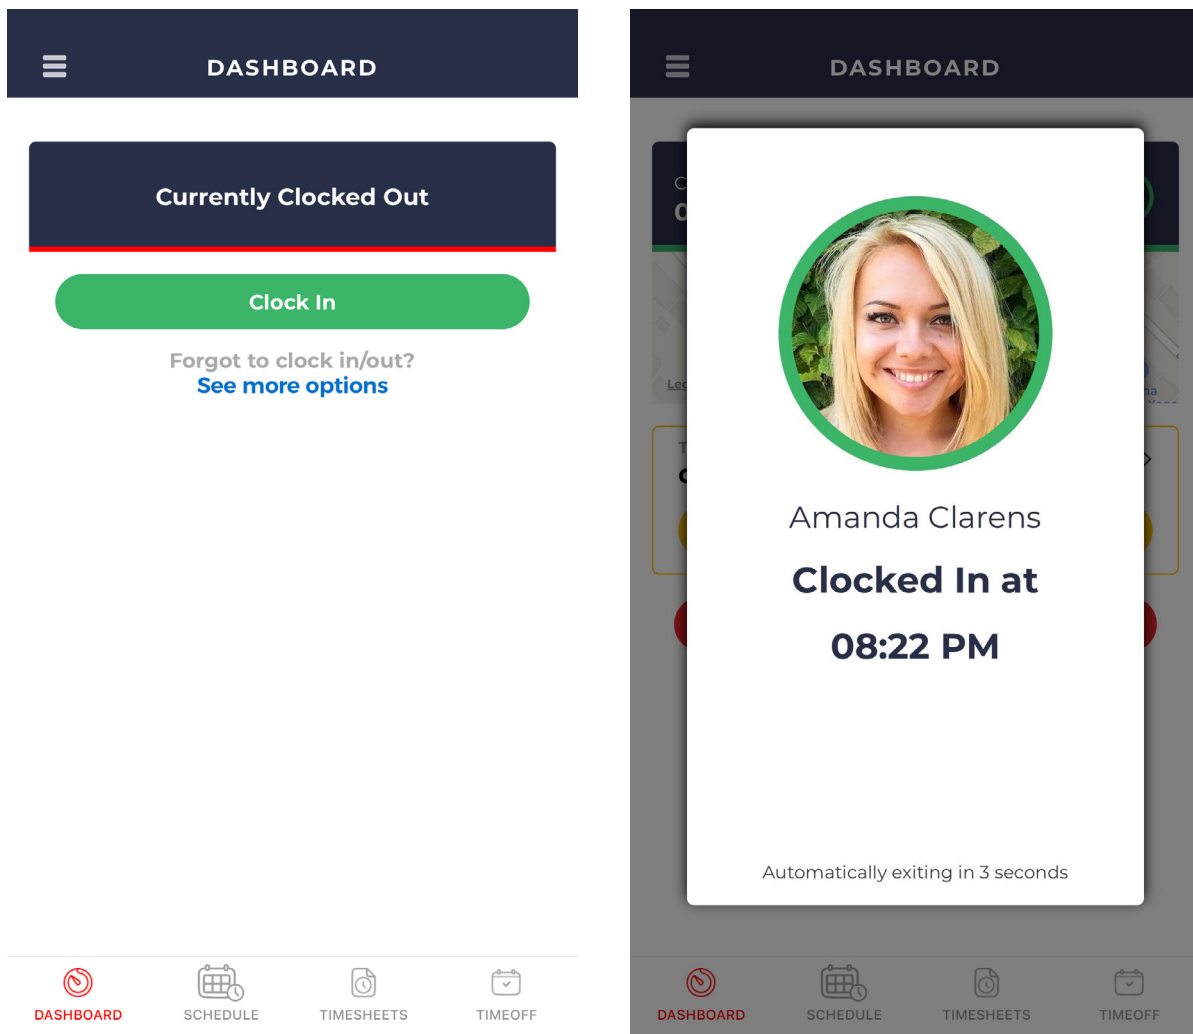 DASHBOARD
Currently Clocked Out
Clock In
Forgot to clock in/out?
See more options
DASHBOARD
SCHEDULE
TIMESHEETS
TIMEOFF
DASHBOARD
Amanda Clarens
Clocked In at
08:22 PM
Automatically exiting in 3 seconds
DASHBOARD
SCHEDULE
TIMESHEETS
TIMEOFF